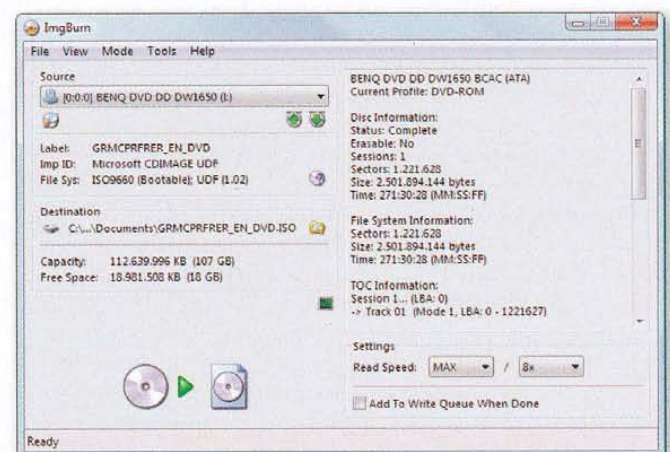 ImgBurn
File View Mode Tools Help
Source
[0:0:0] BENQ DVD DD DW1650 (I:)
Label: GRMCPRFRER_EN_DVD
Imp ID: Microsoft CDIMAGE UDF
File Sys: ISO9660 (Bootable); UDF (1.02)
Destination
C:\...\Documents\GRMCPRFRER_EN_DVD.ISO
Capacity: 112.639.996 KB (107 GB)
Free Space: 18.981.508 KB (18 GB)
BENQ DVD DD DW1650 BCAC (ATA)
Current Profile: DVD-ROM
Disc Information:
Status: Complete
Erasable: No
Sessions: 1
Sectors: 1.221.628
Size: 2.501.894.144 bytes
Time: 271:30:28 (MM:SS:FF)
File System Information:
Sectors: 1.221.628
Size: 2.501.894.144 bytes
Time: 271:30:28 (MM:SS:FF)
TOC Information:
Session 1... (LBA: 0)
-> Track 01 (Mode 1, LBA: 0 - 1221627)
Settings
Read Speed: MAX / 8x
Add To Write Queue When Done
Ready